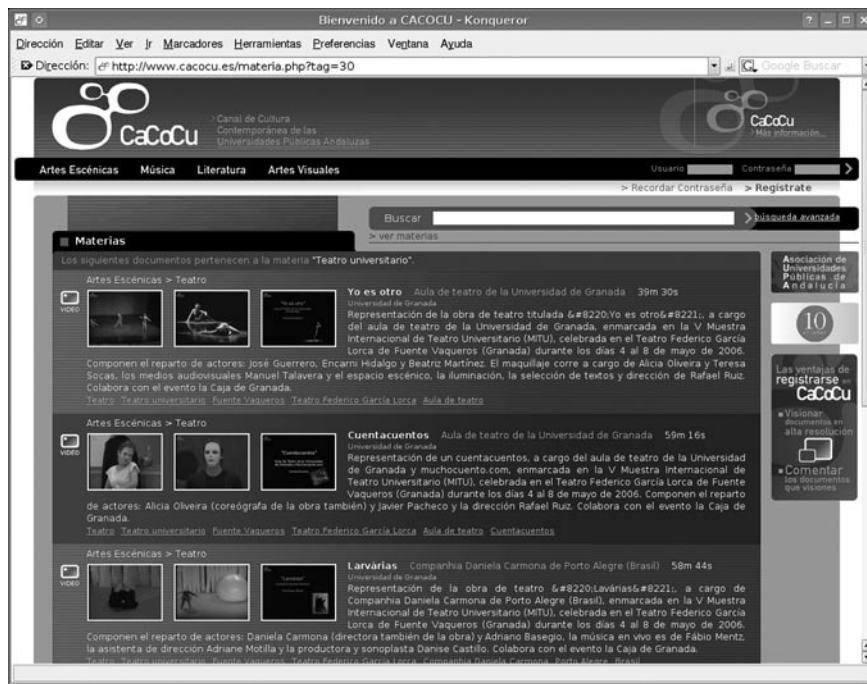 Bienvenido a CACOCU - Konqueror
Dirección Editar Ver Ir Marcadores Herramientas Preferencias Ventana Ayuda
Dirección: http://www.cacocu.es/materia.php?tag=30 Google Buscar
CaCoCu
> Canal de Cultura
Contemporánea de las
Universidades Públicas Andaluzas
CaCoCu
> Más información...
Artes Escénicas Música Literatura Artes Visuales Usuario Contraseña
> Recordar Contraseña > Regístrate
Buscar búsqueda avanzada
> ver materias
Materias
Los siguientes documentos pertenecen a la materia "Teatro universitario".
Artes Escénicas > Teatro
VIDEO
Yo es otro Aula de teatro de la Universidad de Granada 39m 30s
Universidad de Granada
Representación de la obra de teatro titulada &#8220;Yo es otro&#8221;, a cargo
del aula de teatro de la Universidad de Granada, enmarcada en la V Muestra
Internacional de Teatro Universitario (MITU), celebrada en el Teatro Federico García
Lorca de Fuente Vaqueros (Granada) durante los días 4 al 8 de mayo de 2006.
Componen el reparto de actores: José Guerrero, Encarni Hidalgo y Beatriz Martínez. El maquillaje corre a cargo de Alicia Oliveira y Teresa
Socas, los medios audiovisuales Manuel Talavera y el espacio escénico, la iluminación, la selección de textos y dirección de Rafael Ruiz.
Colabora con el evento la Caja de Granada.
Teatro Teatro universitario Fuente Vaqueros Teatro Federico García Lorca Aula de teatro
Artes Escénicas > Teatro
VIDEO
"Cuentacuentos"
Cuentacuentos Aula de teatro de la Universidad de Granada 59m 16s
Universidad de Granada
Representación de un cuentacuentos, a cargo del aula de teatro de la Universidad
de Granada y muchocuento.com, enmarcada en la V Muestra Internacional de
Teatro Universitario (MITU), celebrada en el Teatro Federico García Lorca de Fuente
Vaqueros (Granada) durante los días 4 al 8 de mayo de 2006. Componen el reparto
de actores: Alicia Oliveira (coreógrafa de la obra también) y Javier Pacheco y la dirección Rafael Ruiz. Colabora con el evento la Caja de
Granada.
Teatro Teatro universitario Fuente Vaqueros Teatro Federico García Lorca Aula de teatro Cuentacuentos
Artes Escénicas > Teatro
VIDEO
Larvárias Companhia Daniela Carmona de Porto Alegre (Brasil) 58m 44s
Universidad de Granada
Representación de la obra de teatro &#8220;Lavárias&#8221;, a cargo de
Companhia Daniela Carmona de Porto Alegre (Brasil), enmarcada en la V Muestra
Internacional de Teatro Universitario (MITU), celebrada en el Teatro Federico García
Lorca de Fuente Vaqueros (Granada) durante los días 4 al 8 de mayo de 2006.
Componen el reparto de actores: Daniela Carmona (directora también de la obra) y Adriano Basegio, la música en vivo es de Fábio Mentz,
la asistenta de dirección Adriane Motilla y la productora y sonoplasta Danise Castillo. Colabora con el evento la Caja de Granada.
Teatro Teatro universitario Fuente Vaqueros Teatro Federico García Lorca Companhia Daniela Carmona Porto Alegre Brasil
Asociación de
Universidades
Públicas de
Andalucía
10
Las ventajas de
registrarse en
CaCoCu
Visionar
documentos en
alta resolución
Comentar
los documentos
que visiones